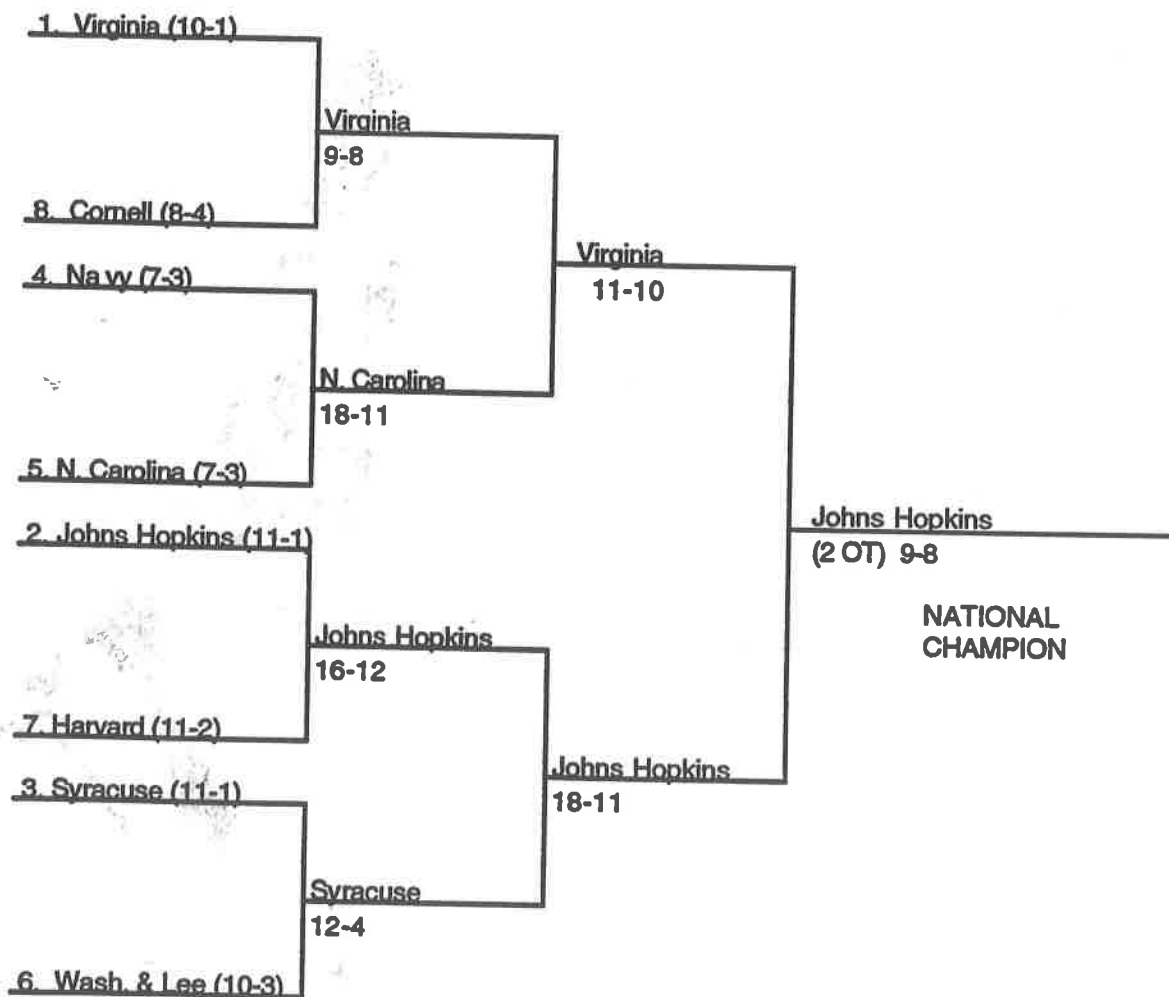 1. Virginia (10-1)
Virginia
9-8
8. Cornell (8-4)
Virginia
11-10
4. Na vy (7-3)
N. Carolina
18-11
5. N. Carolina (7-3)
2. Johns Hopkins (11-1)
Johns Hopkins
(2 OT) 9-8
NATIONAL
CHAMPION
Johns Hopkins
16-12
7. Harvard (11-2)
Johns Hopkins
18-11
3. Syracuse (11-1)
Syracuse
12-4
6. Wash. & Lee (10-3)